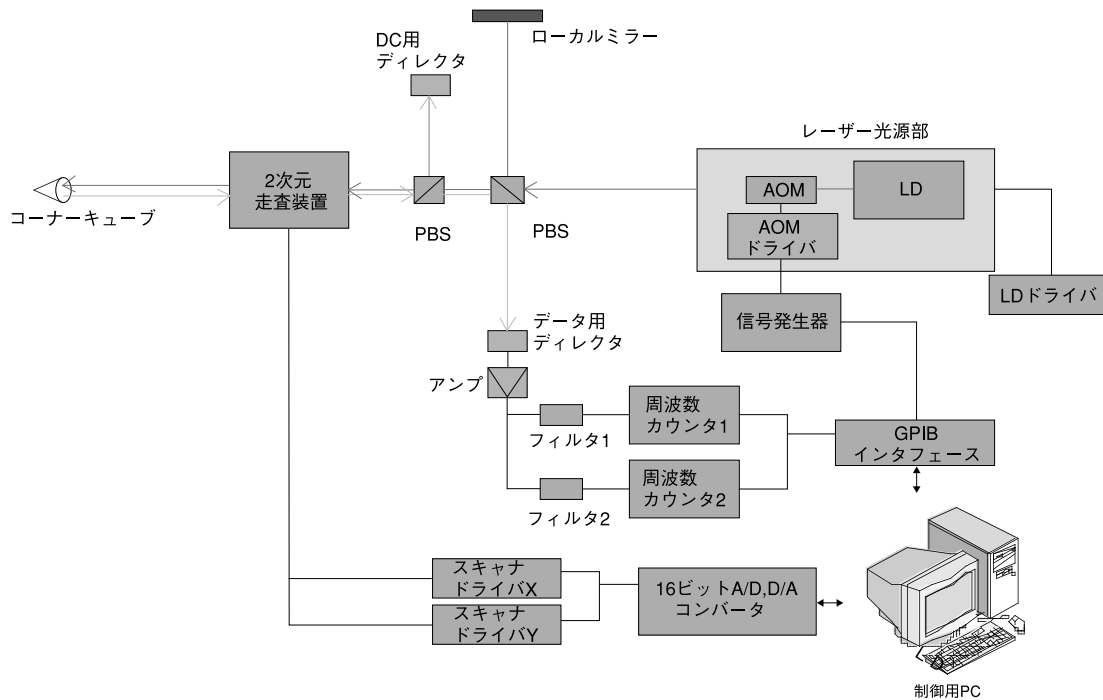 ローカルミラー
DC用
ディレクタ
レーザー光源部
2次元
走査装置
AOM
LD
コーナーキューブ
PBS
PBS
AOM
ドライバ
LDドライバ
信号発生器
データ用
ディレクタ
アンプ
フィルタ1
周波数
カウンタ1
GPIB
インタフェース
フィルタ2
周波数
カウンタ2
スキャナ
ドライバX
スキャナ
ドライバY
16ビットA/D,D/A
コンバータ
制御用PC